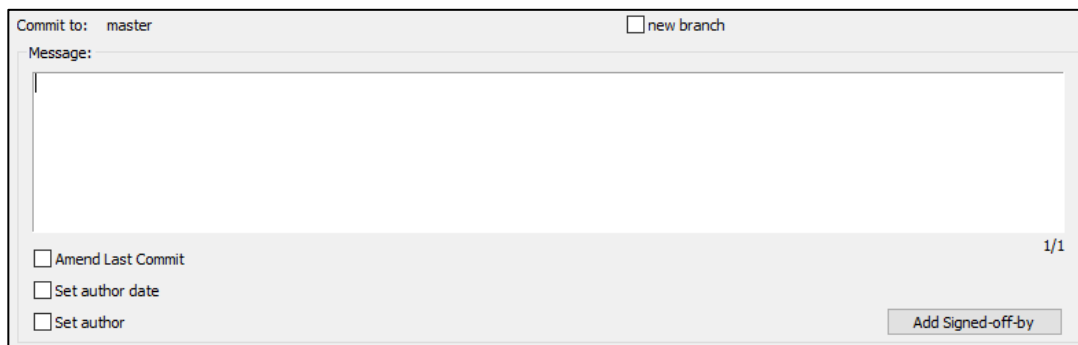 Commit to: master new branch
Message:
1/1
Amend Last Commit
Set author date
Set author Add Signed-off-by